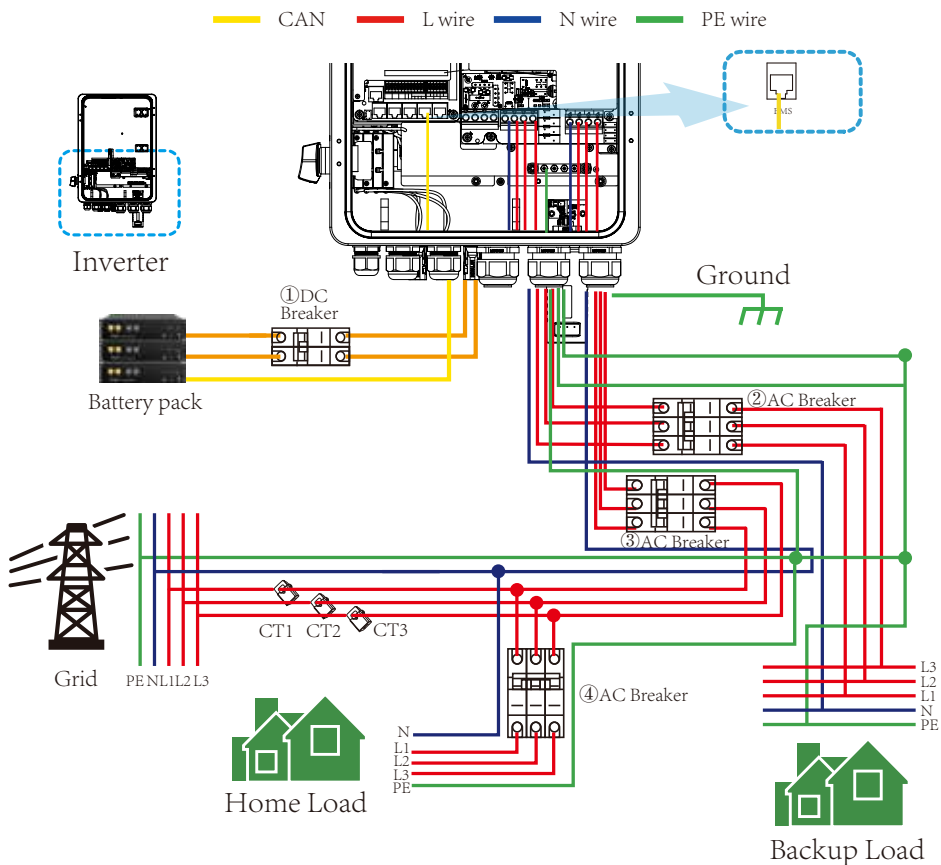 CAN
L wire
N wire
PE wire
Inverter
Ground
①DC
Breaker
Battery pack
②AC Breaker
③AC Breaker
CT1
CT2
CT3
Grid
PE
N
L1
L2
L3
④AC Breaker
N
L1
L2
L3
PE
Home Load
L3
L2
L1
N
PE
Backup Load